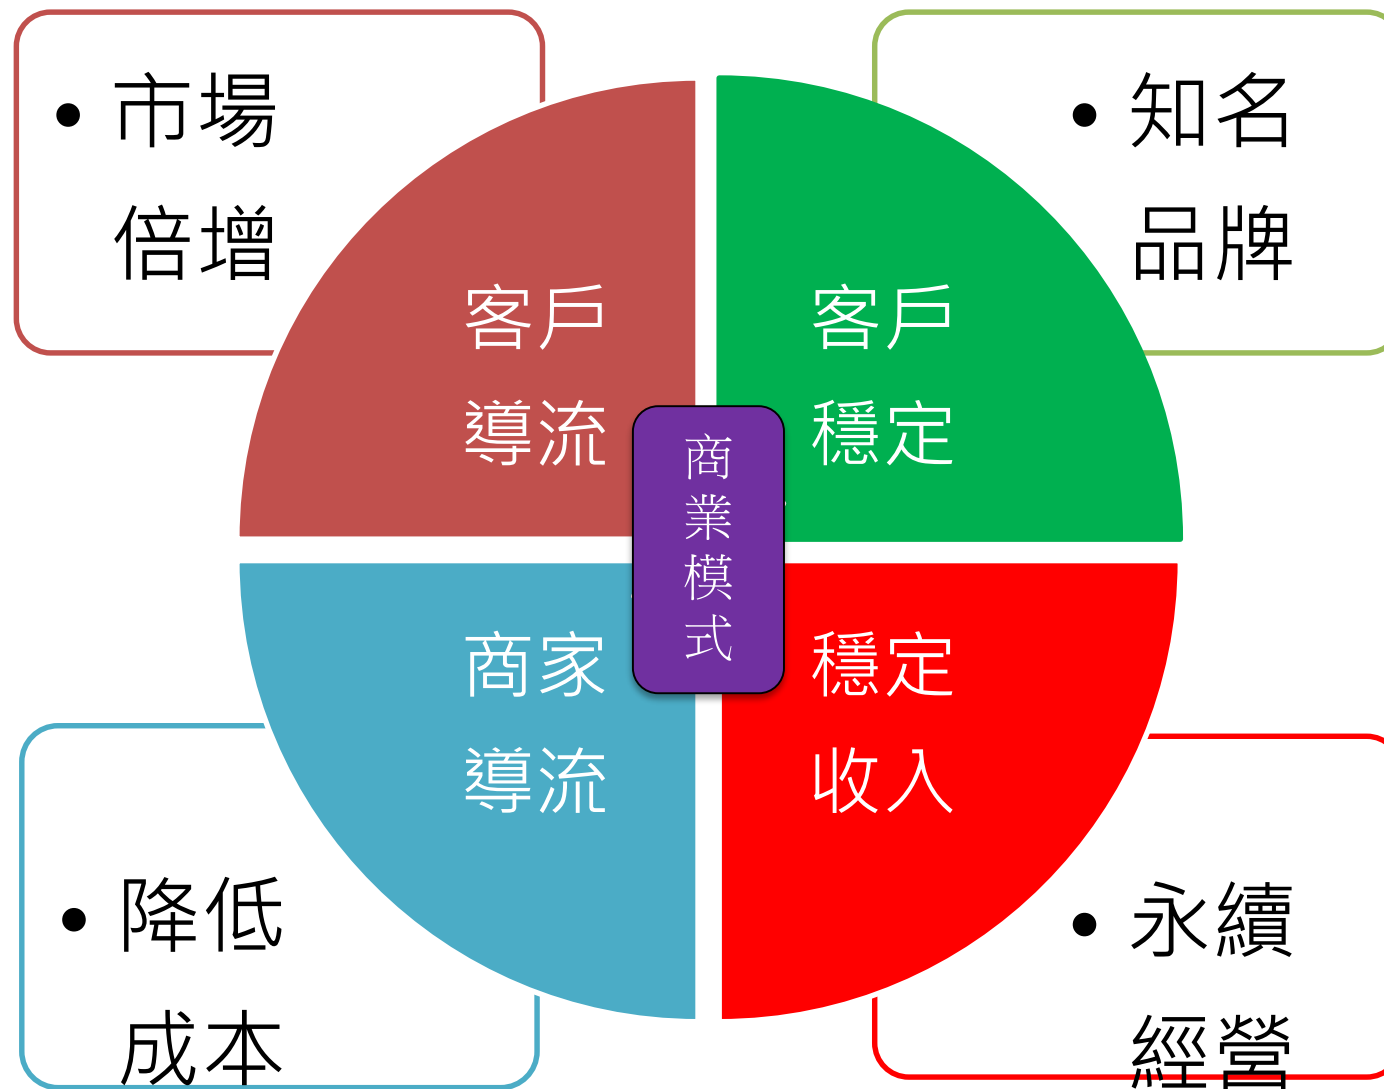 • 市場
倍增
• 知名
品牌
客戶
導流
客戶
穩定
商業模式
商家
導流
穩定
收入
• 降低
成本
• 永續
經營